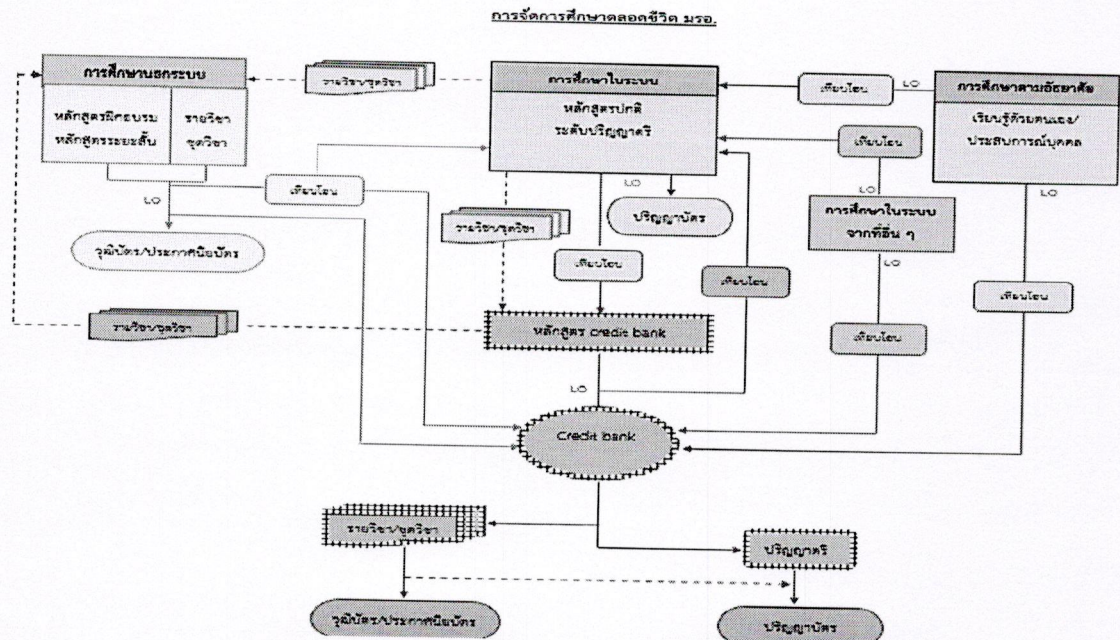 การจัดการศึกษาตลอดชีวิต มรอ.
การศึกษานอกระบบ
หลักสูตรฝึกอบรม
หลักสูตรระยะสั้น
รายวิชา
ชุดวิชา
รายวิชา/ชุดวิชา
การศึกษาในระบบ
หลักสูตรปกติ
ระดับปริญญาตรี
เทียบโอน
LO
การศึกษาตามอัธยาศัย
เรียนรู้ด้วยตนเอง/
ประสบการณ์บุคคล
เทียบโอน
LO
เทียบโอน
LO
LO
LO
วุฒิบัตร/ประกาศนียบัตร
รายวิชา/ชุดวิชา
ปริญญาบัตร
การศึกษาในระบบ
จากที่อื่น ๆ
LO
เทียบโอน
เทียบโอน
เทียบโอน
รายวิชา/ชุดวิชา
หลักสูตร credit bank
เทียบโอน
LO
Credit bank
รายวิชา/ชุดวิชา
ปริญญาตรี
วุฒิบัตร/ประกาศนียบัตร
ปริญญาบัตร